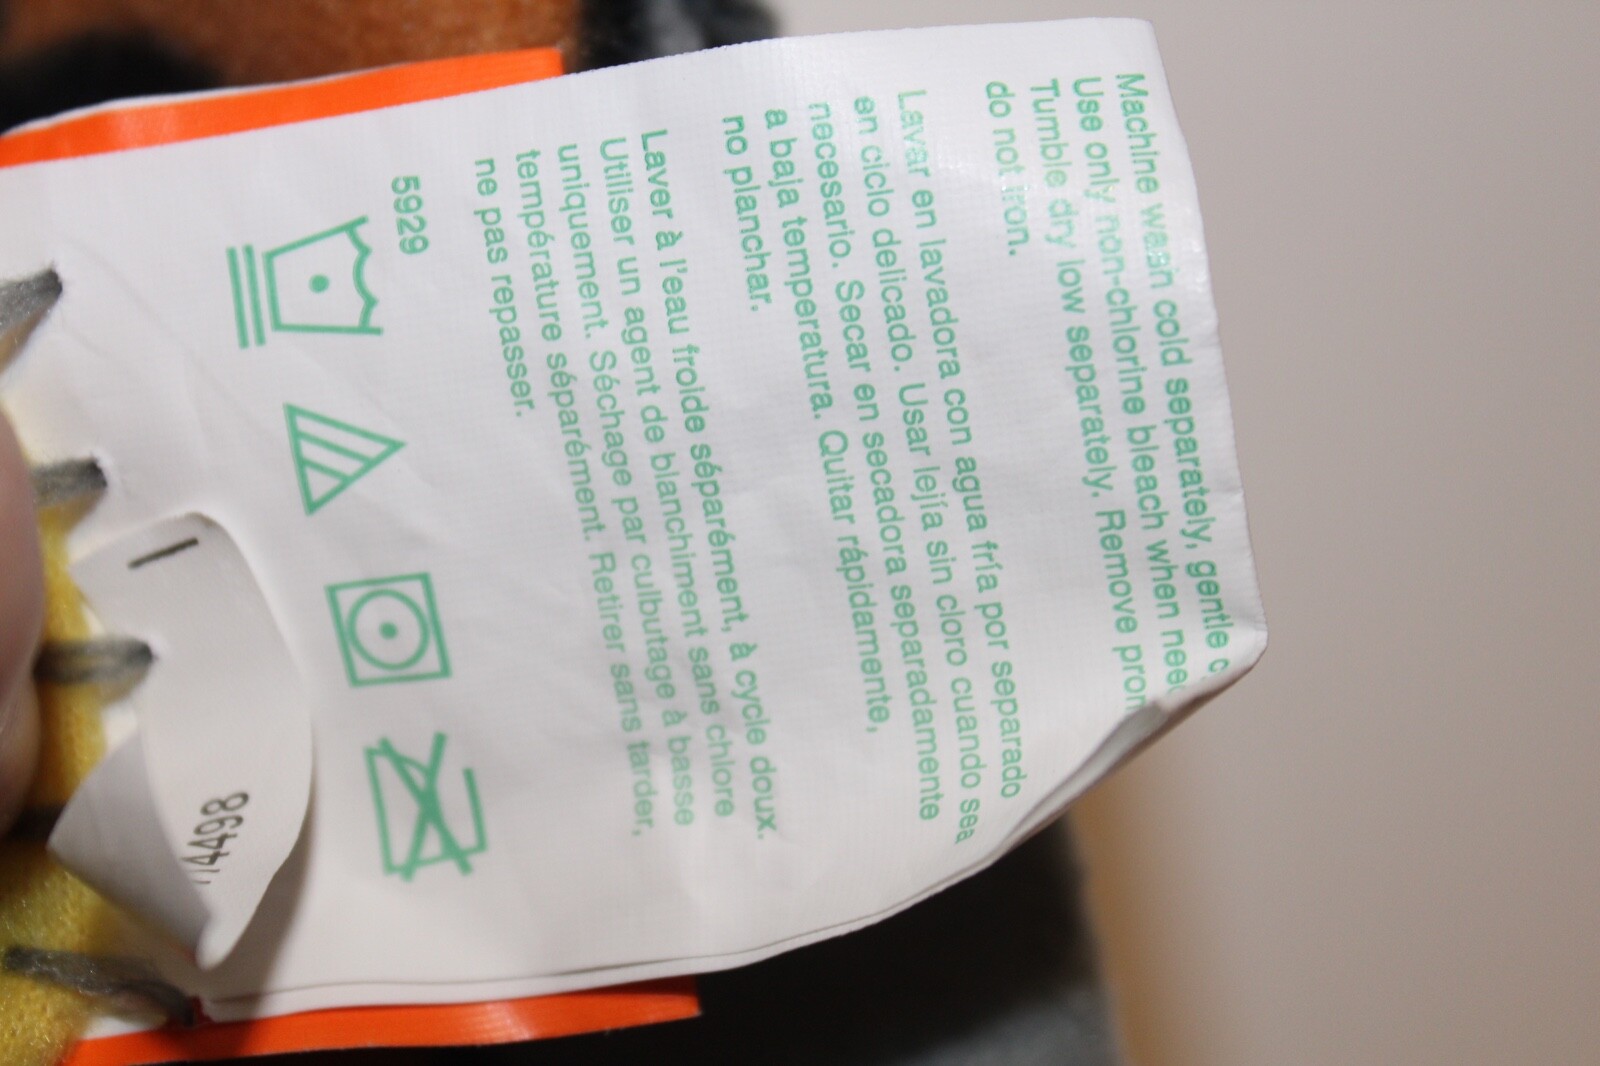 Machine wash cold separately, gentle
Use only non-chlorine bleach when
Tumble dry low separately. Remove
do not iron.
Lavar en lavadora con agua fría por separado
en ciclo delicado. Usar lejía sin cloro cuando sea
necesario. Secar en secadora separadamente
a baja temperatura. Quitar rápidamente,
no planchar.
Laver à l'eau froide séparément, à cycle doux.
Utiliser un agent de blanchiment sans chlore
uniquement. Séchage par culbutage à basse
température séparément. Retirer sans tarder,
ne pas repasser.
5929